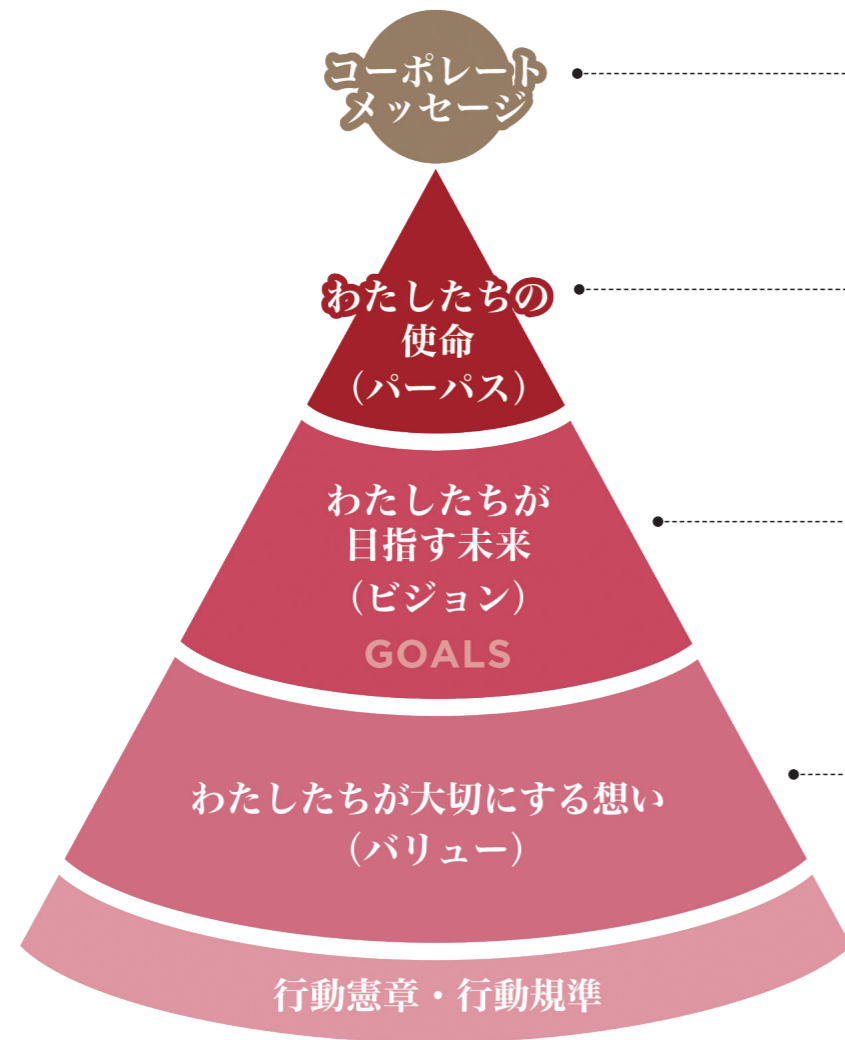 コーポレート
メッセージ
わたしたちの
使命
（パーパス）
わたしたちが
目指す未来
（ビジョン）
GOALS
わたしたちが大切にする想い
（バリュー）
行動憲章・行動規準